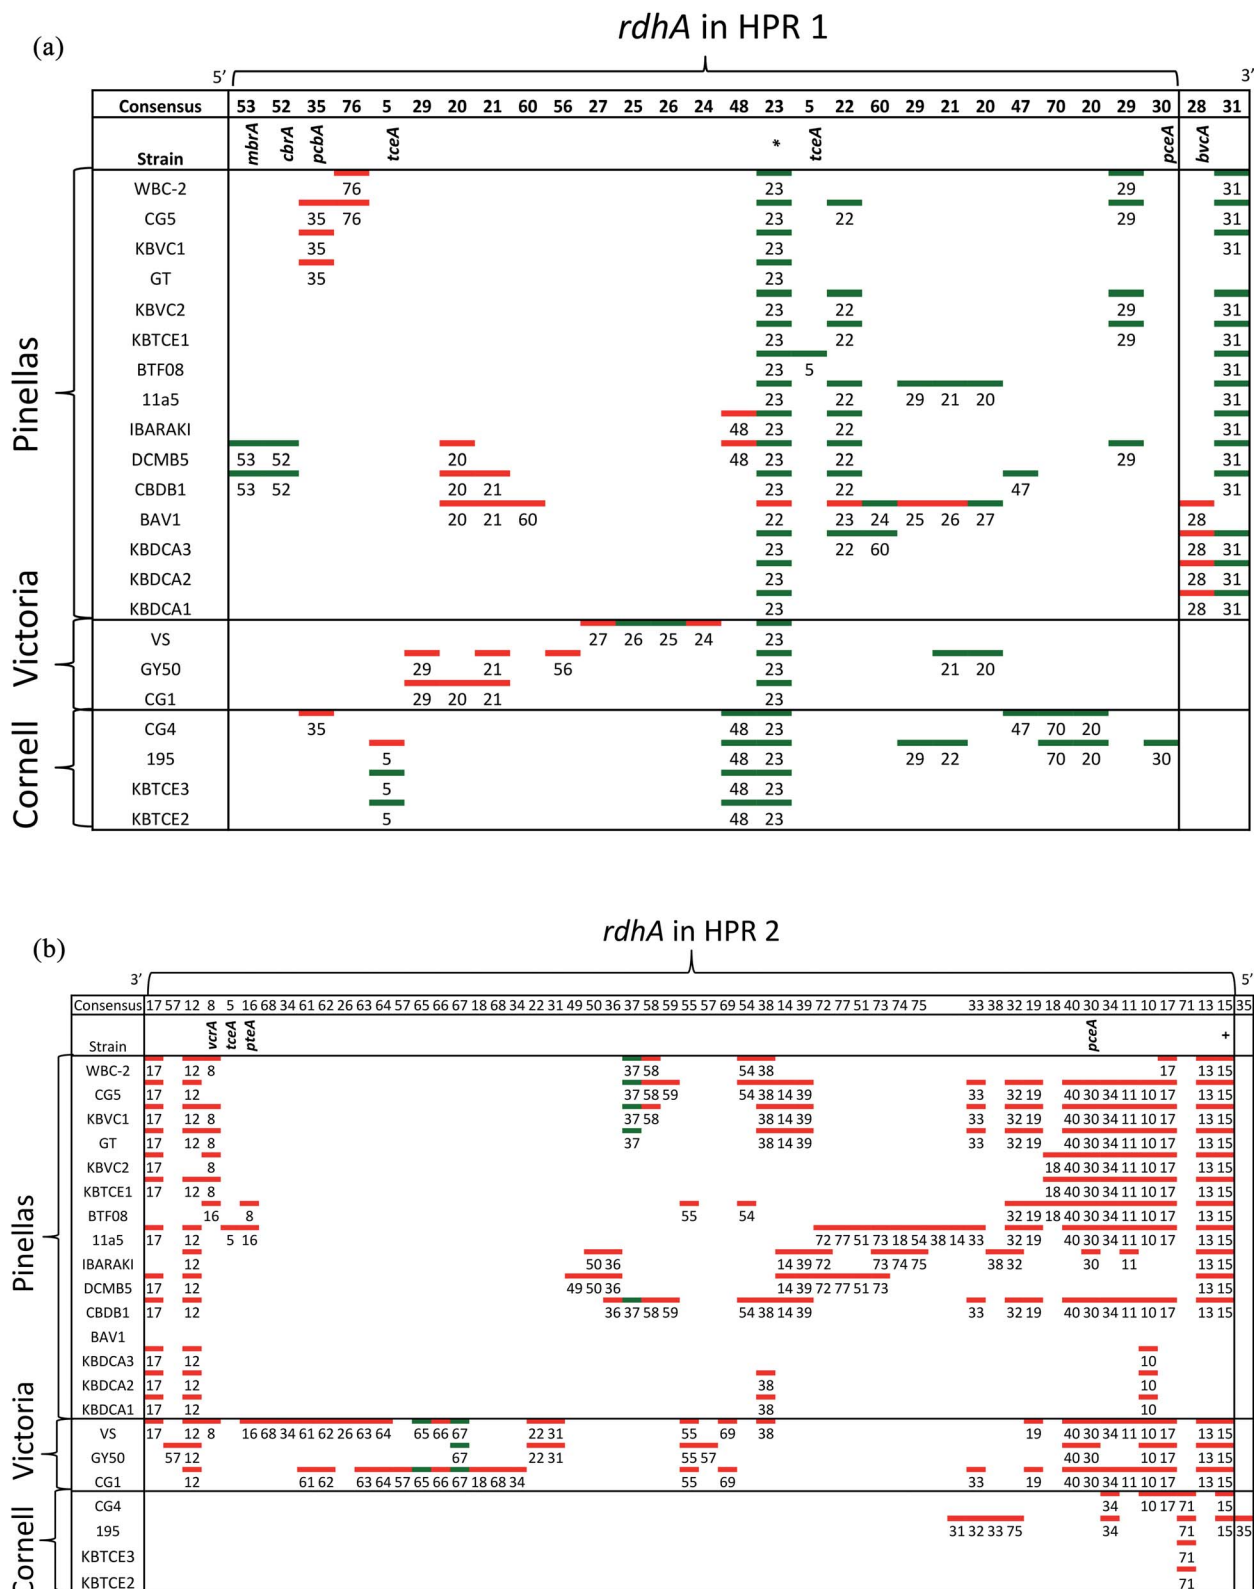 (a)
rdhA in HPR 1
5’ 3’
Consensus 53 52 35 76 5 29 20 21 60 56 27 25 26 24 48 23 5 22 60 29 21 20 47 70 20 29 30 28 31
Strain mbrA cbrA pcbA tceA * tceA pceA bvcA
Pinellas
WBC-2 76 23 29 31
CG5 35 76 23 22 29 31
KBVC1 35 23 31
GT 35 23
KBVC2 23 22 29 31
KBTCE1 23 22 29 31
BTF08 23 5 31
11a5 23 22 29 21 20 31
IBARAKI 48 23 22 31
DCMB5 53 52 20 48 23 22 29 31
CBDB1 53 52 20 21 23 22 47 31
BAV1 20 21 60 22 23 24 25 26 27 28
KBDCA3 23 22 60 28 31
KBDCA2 23 28 31
KBDCA1 23 28 31
Victoria
VS 27 26 25 24 23
GY50 29 21 56 23 21 20
CG1 29 20 21 23
Cornell
CG4 35 48 23 47 70 20
195 5 48 23 29 22 70 20 30
KBTCE3 5 48 23
KBTCE2 5 48 23
(b)
rdhA in HPR 2
3’ 5’
Consensus 17 57 12 8 5 16 68 34 61 62 26 63 64 57 65 66 67 18 68 34 22 31 49 50 36 37 58 59 55 57 69 54 38 14 39 72 77 51 73 74 75 33 38 32 19 18 40 30 34 11 10 17 71 13 15 35
Strain vcrA tceA pteA pceA +
Pinellas
WBC-2 17 12 8 37 58 54 38 17 13 15
CG5 17 12 37 58 59 54 38 14 39 33 32 19 40 30 34 11 10 17 13 15
KBVC1 17 12 8 37 58 38 14 39 33 32 19 40 30 34 11 10 17 13 15
GT 17 12 8 37 38 14 39 33 32 19 40 30 34 11 10 17 13 15
KBVC2 17 8 18 40 30 34 11 10 17 13 15
KBTCE1 17 12 8 18 40 30 34 11 10 17 13 15
BTF08 16 8 55 54 32 19 18 40 30 34 11 10 17 13 15
11a5 17 12 5 16 72 77 51 73 18 54 38 14 33 32 19 40 30 34 11 10 17 13 15
IBARAKI 12 50 36 14 39 72 73 74 75 38 32 30 11 13 15
DCMB5 17 12 49 50 36 14 39 72 77 51 73 13 15
CBDB1 17 12 36 37 58 59 54 38 14 39 33 32 19 40 30 34 11 10 17 13 15
BAV1
KBDCA3 17 12 10
KBDCA2 17 12 38 10
KBDCA1 17 12 38 10
Victoria
VS 17 12 8 16 68 34 61 62 26 63 64 65 66 67 22 31 55 69 38 19 40 30 34 11 10 17 13 15
GY50 57 12 67 22 31 55 57 40 30 10 17 13 15
CG1 12 61 62 63 64 57 65 66 67 18 68 34 55 69 33 19 40 30 34 11 10 17 13 15
Cornell
CG4 34 10 17 71 15
195 31 32 33 75 34 71 15 35
KBTCE3 71
KBTCE2 71